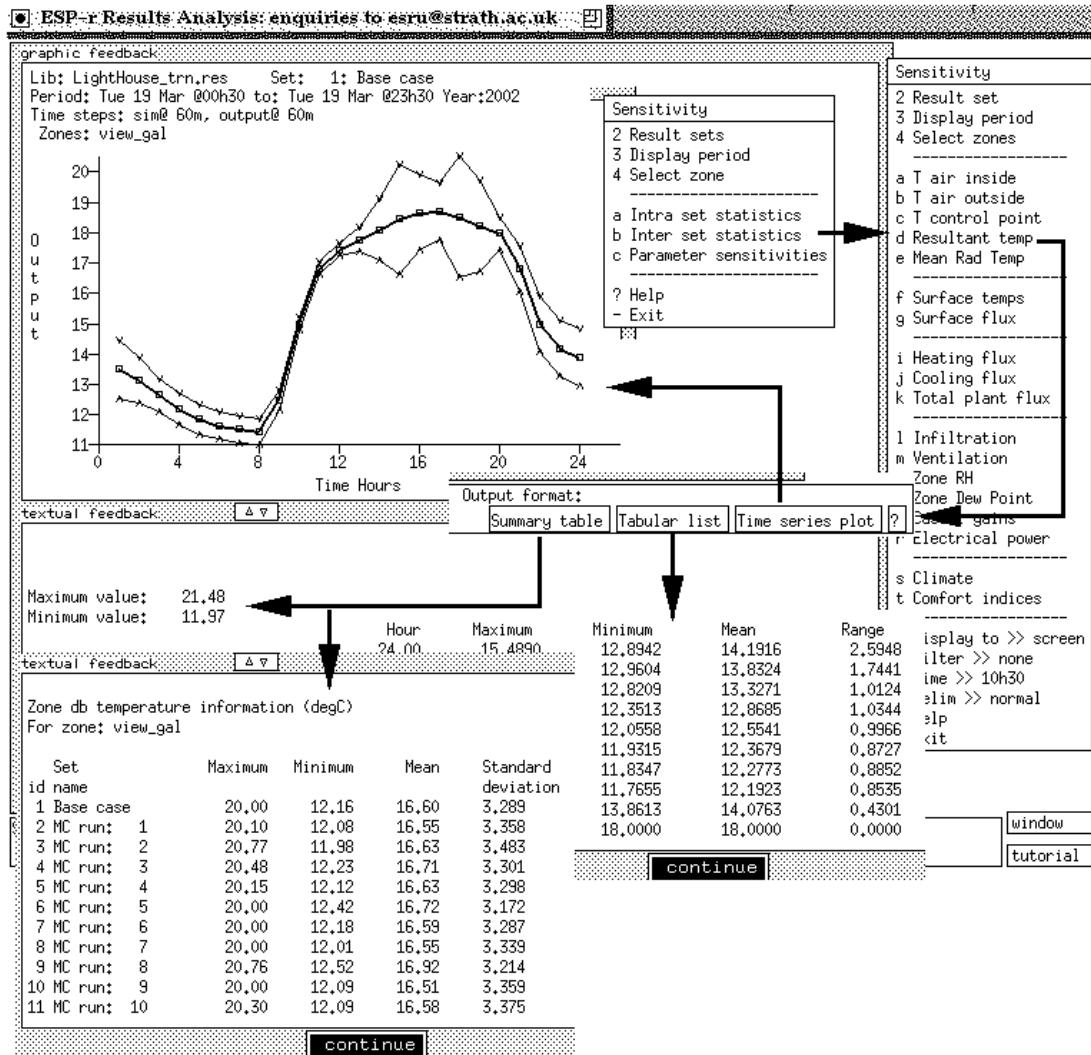 ESP-r Results Analysis: enquiries to esru@strath.ac.uk
graphic feedback
Lib: LightHouse_trn.res Set: 1: Base case
Period: Tue 19 Mar @00h30 to: Tue 19 Mar @23h30 Year:2002
Time steps: sim@ 60m, output@ 60m
Zones: view_gal
20
19
18
17
16
15
14
13
12
11
Output
0 4 8 12 16 20 24
Time Hours
Sensitivity
2 Result sets
3 Display period
4 Select zone
--------------------
a Intra set statistics
b Inter set statistics
c Parameter sensitivities
--------------------
? Help
- Exit
Sensitivity
2 Result set
3 Display period
4 Select zones
-------------------
a T air inside
b T air outside
c T control point
d Resultant temp
e Mean Rad Temp
-------------------
f Surface temps
g Surface flux
-------------------
i Heating flux
j Cooling flux
k Total plant flux
-------------------
l Infiltration
m Ventilation
Zone RH
Zone Dew Point
gains
r Electrical power
-------------------
s Climate
t Comfort indices
-------------------
isplay to >> screen
ilter >> none
ime >> 10h30
elim >> normal
elp
xit
Output format:
Summary table Tabular list Time series plot ?
textual feedback
Maximum value: 21.48
Minimum value: 11.97
Hour Maximum
24.00 15.4890
Minimum Mean Range
12.8942 14.1916 2.5948
12.9604 13.8324 1.7441
12.8209 13.3271 1.0124
12.3513 12.8685 1.0344
12.0558 12.5541 0.9966
11.9315 12.3679 0.8727
11.8347 12.2773 0.8852
11.7655 12.1923 0.8535
13.8613 14.0763 0.4301
18.0000 18.0000 0.0000
continue
window
tutorial
textual feedback
Zone db temperature information (degC)
For zone: view_gal
Set Maximum Minimum Mean Standard
id name deviation
1 Base case 20.00 12.16 16.60 3.289
2 MC run: 1 20.10 12.08 16.55 3.358
3 MC run: 2 20.77 11.98 16.63 3.483
4 MC run: 3 20.48 12.23 16.71 3.301
5 MC run: 4 20.15 12.12 16.63 3.298
6 MC run: 5 20.00 12.42 16.72 3.172
7 MC run: 6 20.00 12.18 16.59 3.287
8 MC run: 7 20.00 12.01 16.55 3.339
9 MC run: 8 20.76 12.52 16.92 3.214
10 MC run: 9 20.00 12.09 16.51 3.359
11 MC run: 10 20.30 12.09 16.58 3.375
continue